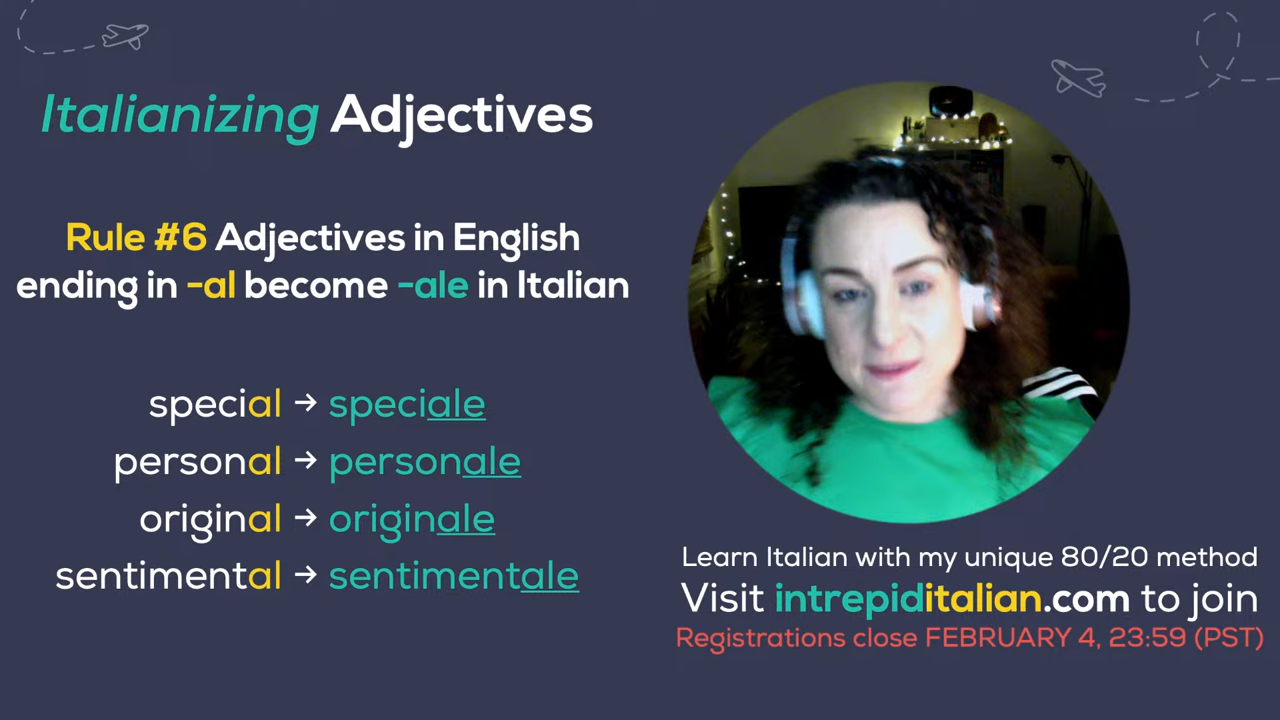 Italianizing Adjectives
Rule #6 Adjectives in English
ending in -al become -ale in Italian
special → speciale
personal → personale
original → originale
sentimental → sentimentale
Learn Italian with my unique 80/20 method
Visit intrepiditalian.com to join
Registrations close FEBRUARY 4, 23:59 (PST)